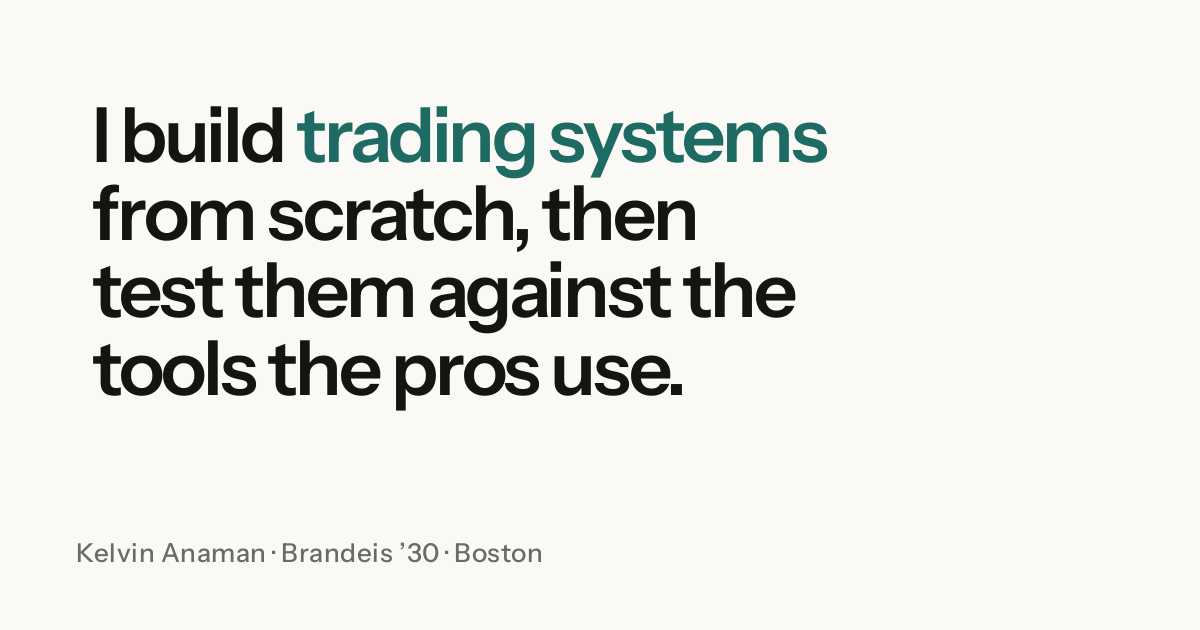 I build trading systems
from scratch, then
test them against the
tools the pros use.
Kelvin Anaman · Brandeis ’30 · Boston